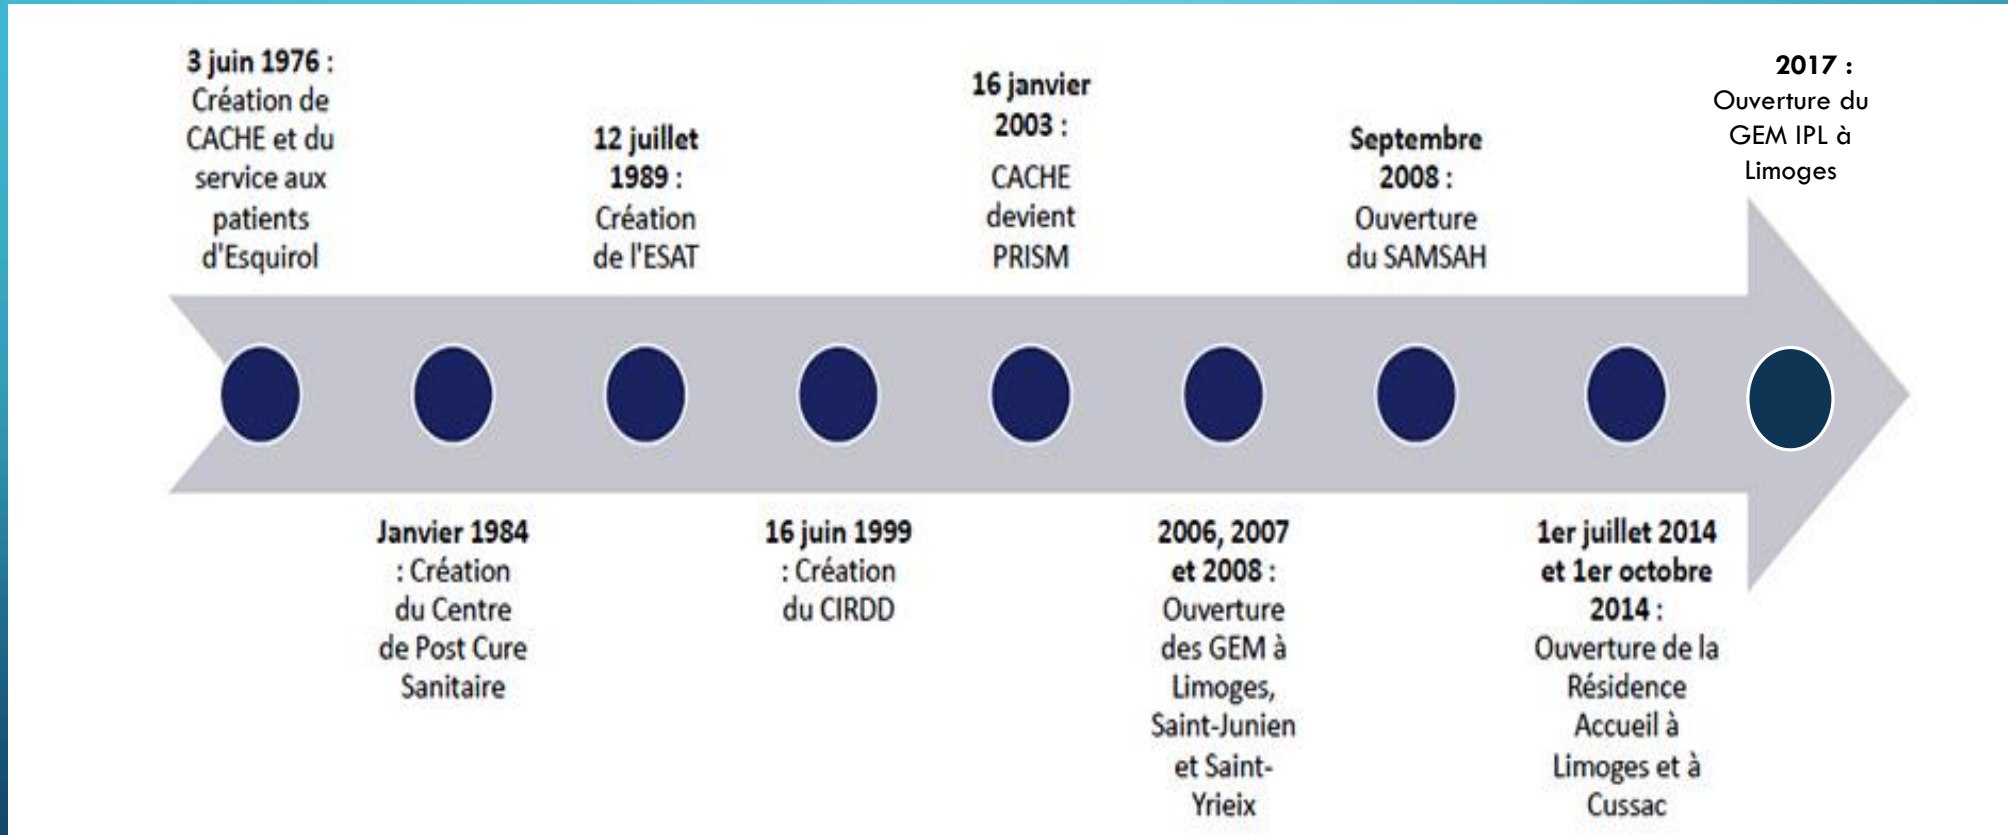 3 juin 1976 :
Création de
CACHE et du
service aux
patients
d'Esquirol
Janvier 1984
: Création
du Centre
de Post Cure
Sanitaire
12 juillet
1989 :
Création
de l'ESAT
16 juin 1999
: Création
du CIRDD
16 janvier
2003 :
CACHE
devient
PRISM
2006, 2007
et 2008 :
Ouverture
des GEM à
Limoges,
Saint-Junien
et Saint-
Yrieix
Septembre
2008 :
Ouverture
du SAMSAH
1er juillet 2014
et 1er octobre
2014 :
Ouverture de la
Résidence
Accueil à
Limoges et à
Cussac
2017 :
Ouverture du
GEM IPL à
Limoges